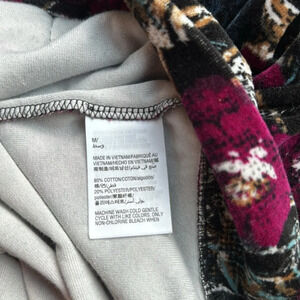 M/
وسط
MADE IN VIETNAM/FABRIQUÉ AU
VIETNAM/HECHO EN VIETNAM/
80% COTTON/COTON/algodón/
20% POLYESTER/POLYESTER/
poliéster/
MACHINE WASH COLD GENTLE
CYCLE WITH LIKE COLORS. ONLY
NON-CHLORINE BLEACH WHEN